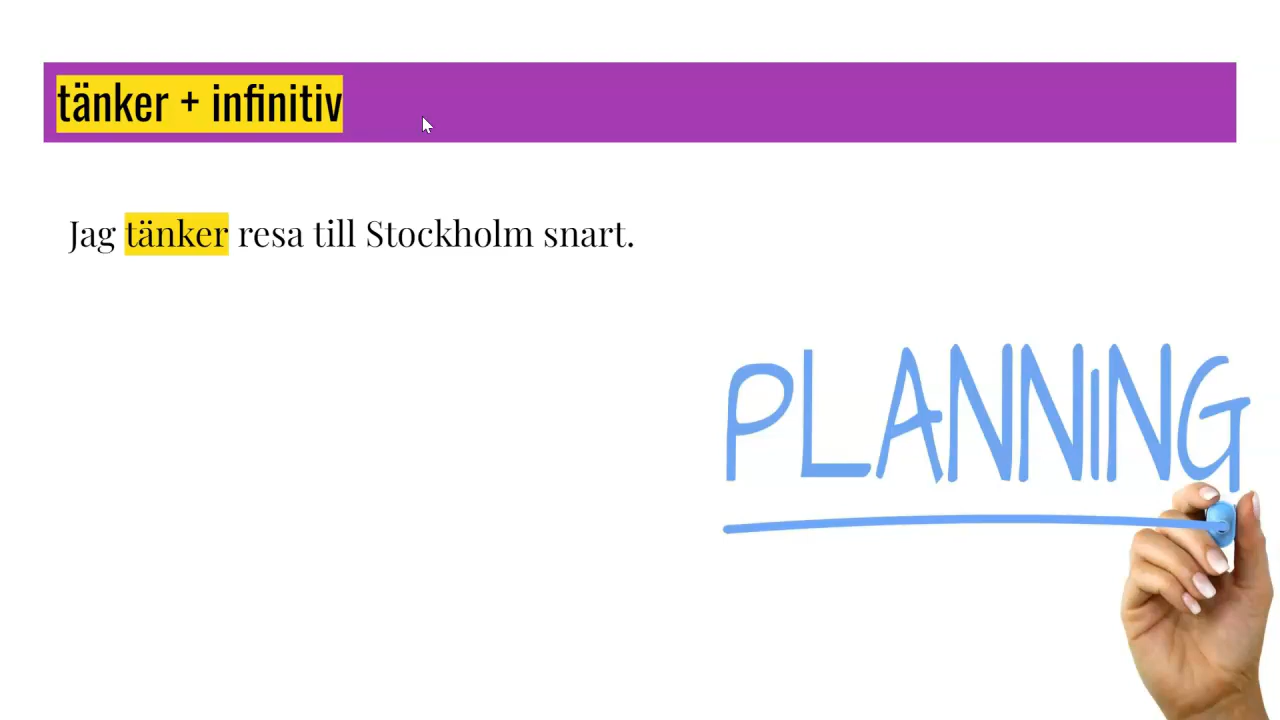 tänker + infinitiv
Jag tänker resa till Stockholm snart.
PLANNING